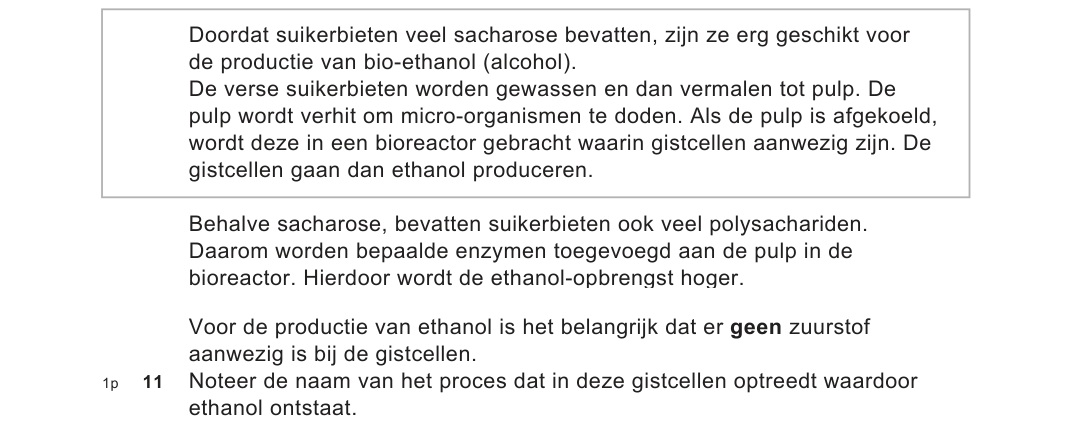 Doordat suikerbieten veel sacharose bevatten, zijn ze erg geschikt voor
de productie van bio-ethanol (alcohol).
De verse suikerbieten worden gewassen en dan vermalen tot pulp. De
pulp wordt verhit om micro-organismen te doden. Als de pulp is afgekoeld,
wordt deze in een bioreactor gebracht waarin gistcellen aanwezig zijn. De
gistcellen gaan dan ethanol produceren.
Behalve sacharose, bevatten suikerbieten ook veel polysachariden.
Daarom worden bepaalde enzymen toegevoegd aan de pulp in de
bioreactor. Hierdoor wordt de ethanol-opbrengst hoger.
Voor de productie van ethanol is het belangrijk dat er geen zuurstof
aanwezig is bij de gistcellen.
1p 11 Noteer de naam van het proces dat in deze gistcellen optreedt waardoor
ethanol ontstaat.